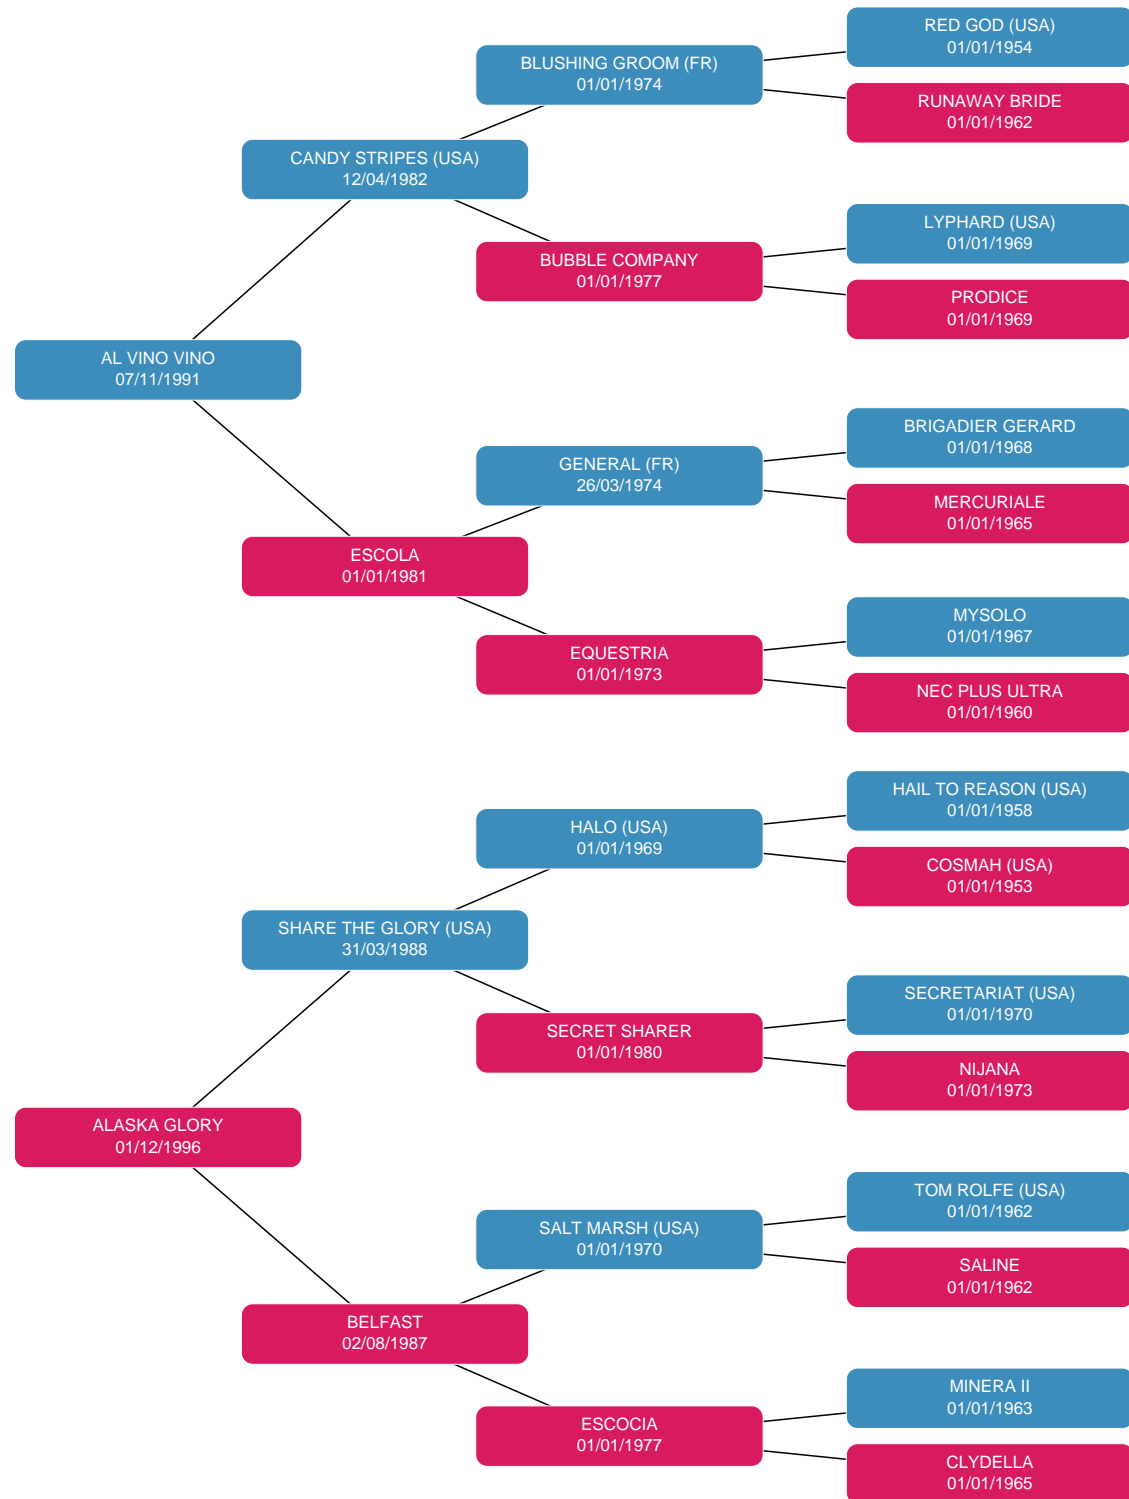 RED GOD (USA)
01/01/1954
BLUSHING GROOM (FR)
01/01/1974
RUNAWAY BRIDE
01/01/1962
CANDY STRIPES (USA)
12/04/1982
LYPHARD (USA)
01/01/1969
BUBBLE COMPANY
01/01/1977
PRODICE
01/01/1969
AL VINO VINO
07/11/1991
BRIGADIER GERARD
01/01/1968
GENERAL (FR)
26/03/1974
MERCURIALE
01/01/1965
ESCOLA
01/01/1981
MYSOLO
01/01/1967
EQUESTRIA
01/01/1973
NEC PLUS ULTRA
01/01/1960
HAIL TO REASON (USA)
01/01/1958
HALO (USA)
01/01/1969
COSMAH (USA)
01/01/1953
SHARE THE GLORY (USA)
31/03/1988
SECRETARIAT (USA)
01/01/1970
SECRET SHARER
01/01/1980
NIJANA
01/01/1973
ALASKA GLORY
01/12/1996
TOM ROLFE (USA)
01/01/1962
SALT MARSH (USA)
01/01/1970
SALINE
01/01/1962
BELFAST
02/08/1987
MINERA II
01/01/1963
ESCOCIA
01/01/1977
CLYDELLA
01/01/1965